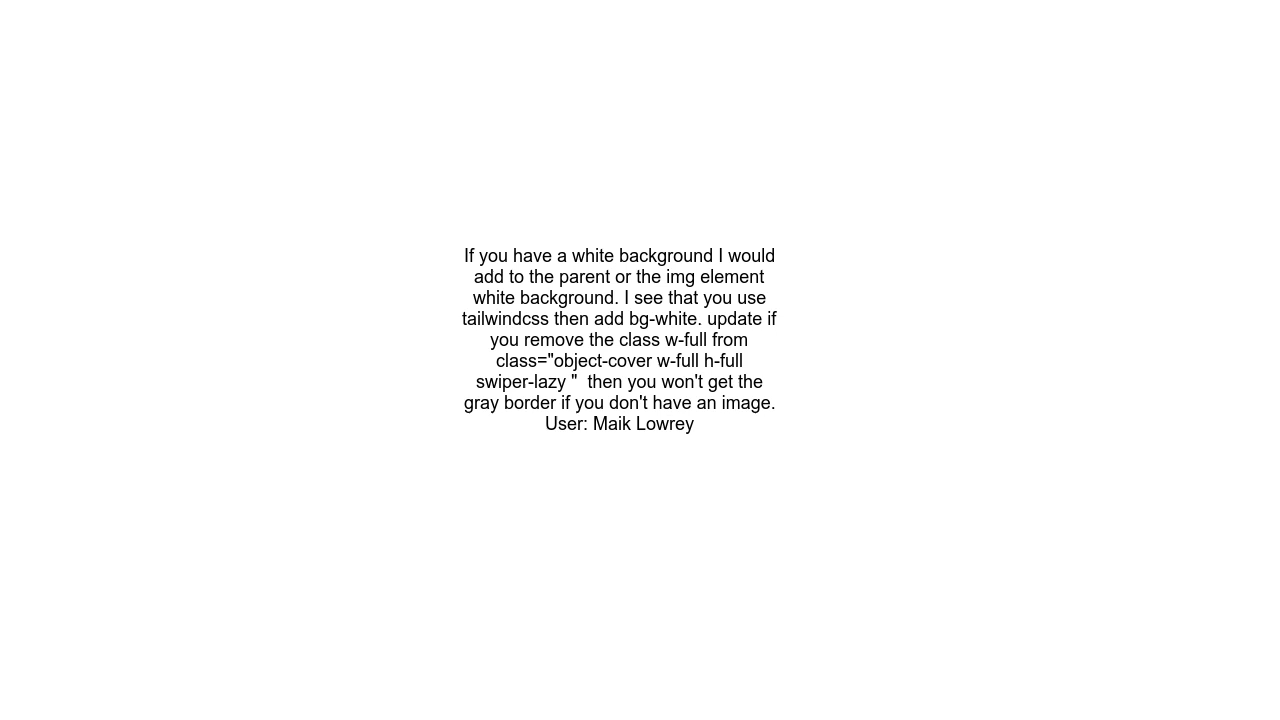 If you have a white background I would
add to the parent or the img element
white background. I see that you use
tailwindcss then add bg-white. update if
you remove the class w-full from
class="object-cover w-full h-full
swiper-lazy "  then you won't get the
gray border if you don't have an image.
User: Maik Lowrey